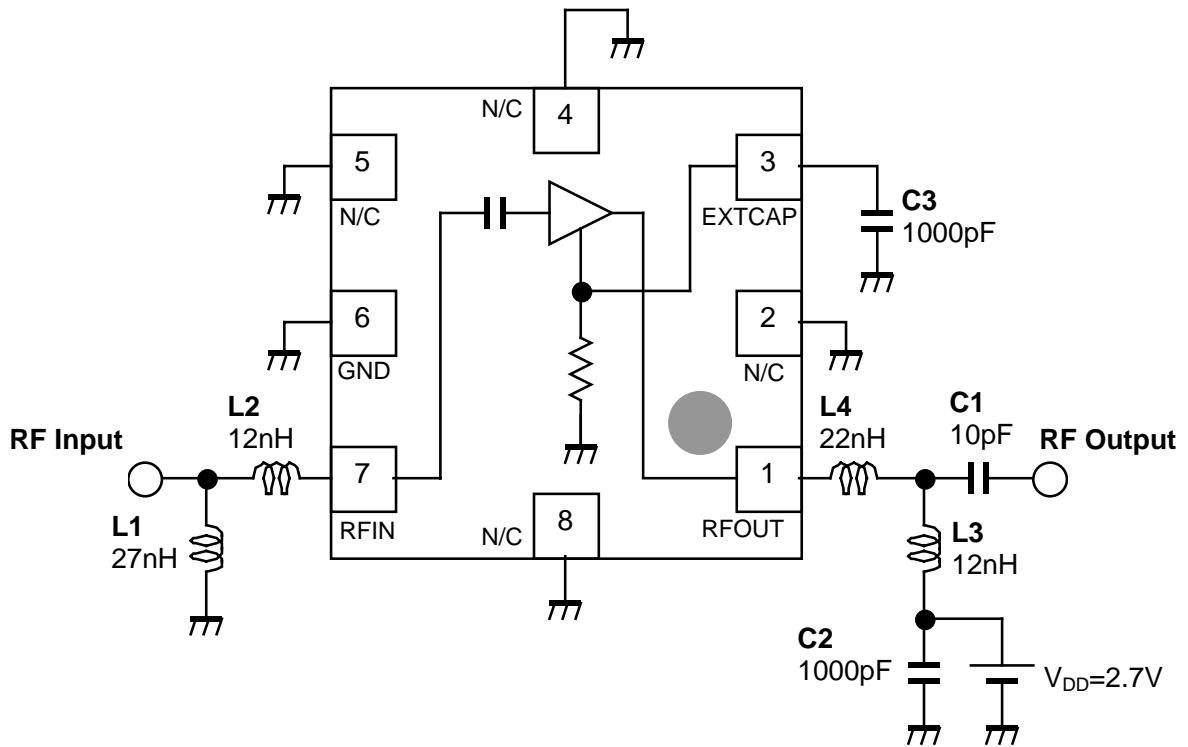 N/C
4
5
N/C
3
EXTCAP
C3
1000pF
6
GND
2
N/C
RF Input
L2
12nH
7
RFIN
L1
27nH
N/C
8
1
RFOUT
L4
22nH
C1
10pF
RF Output
L3
12nH
C2
1000pF
VDD=2.7V